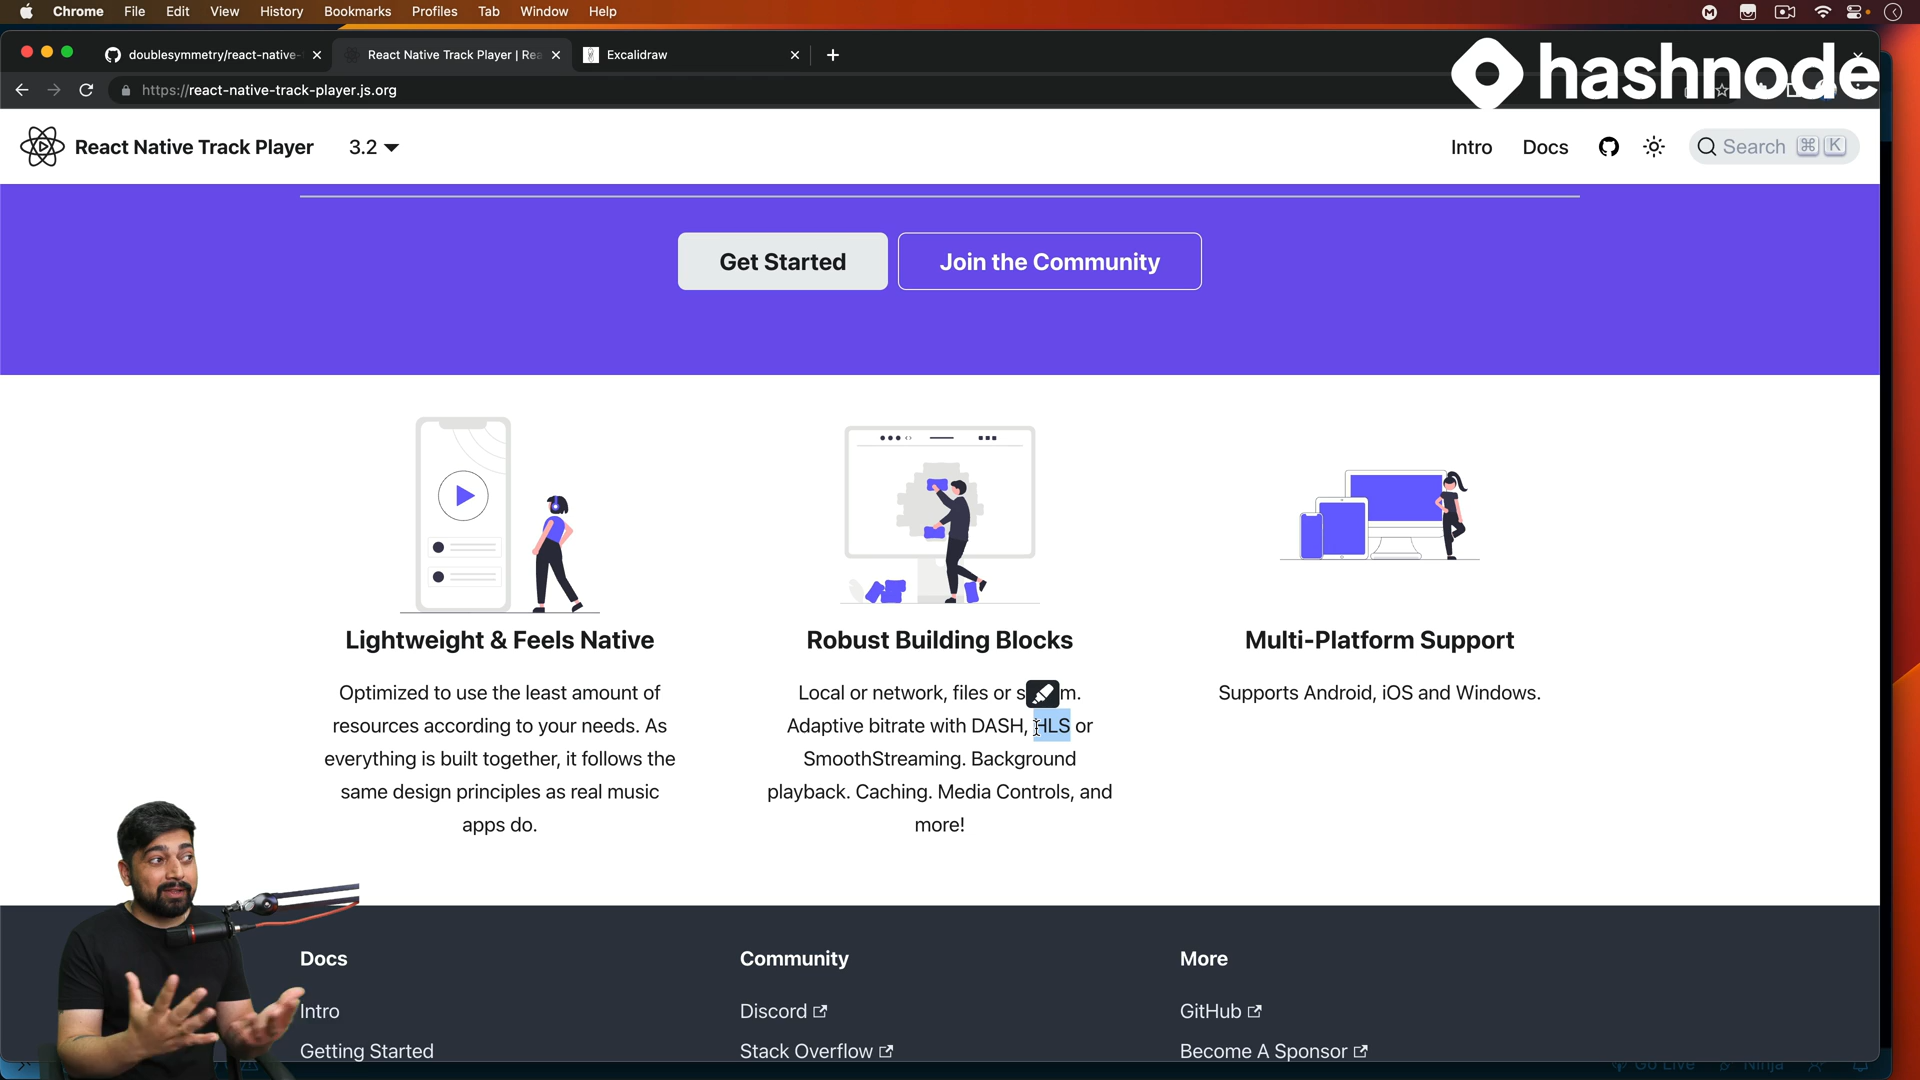 Chrome File Edit View History Bookmarks Profiles Tab Window Help
doublesymmetry/react-native-
React Native Track Player | Rea
Excalidraw
https://react-native-track-player.js.org
hashnode
React Native Track Player
3.2
Intro
Docs
Search ⌘ K
Get Started
Join the Community
Lightweight & Feels Native
Optimized to use the least amount of
resources according to your needs. As
everything is built together, it follows the
same design principles as real music
apps do.
Robust Building Blocks
Local or network, files or
Adaptive bitrate with DASH, HLS or
SmoothStreaming. Background
playback. Caching. Media Controls, and
more!
Multi-Platform Support
Supports Android, iOS and Windows.
Docs
Intro
Getting Started
Community
Discord
Stack Overflow
More
GitHub
Become A Sponsor
Go Live
Ninja